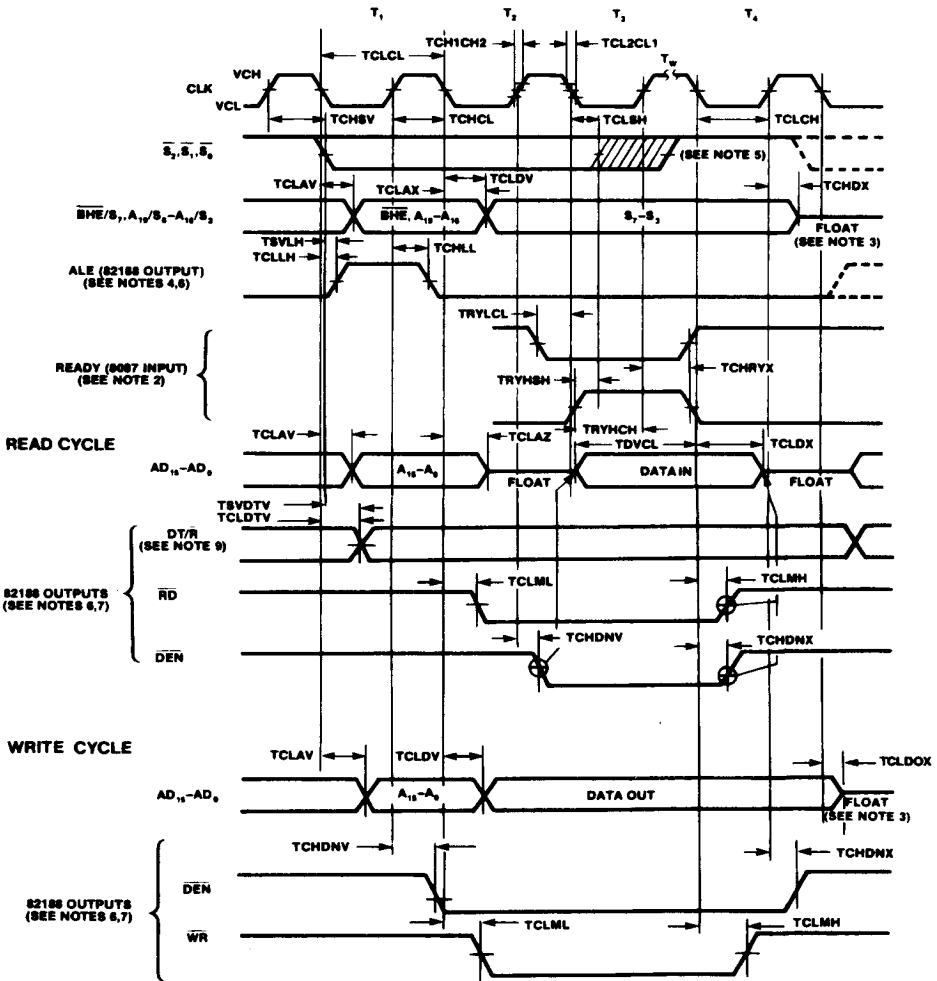 T1 T2 T3 T4
TCH1CH2 TCL2CL1
TCLCL
TW
VCH
CLK
VCL
TCHSV TCHCL TCLSH TCLCH
S2,S1,S0 (SEE NOTE 5)
TCLAV TCLAX TCLDV TCHDX
BHE/S7, A19/S6–A16/S3 BHE, A19–A16 S7–S3 FLOAT
(SEE NOTE 3)
TSVLH TCHLL
TCLLH
ALE (82188 OUTPUT)
(SEE NOTES 4,6)
TRYLCL
READY (8087 INPUT)
(SEE NOTE 2)
TCHRYX
TRYHSH
TRYHCH
READ CYCLE
TCLAV TCLAZ TDVCL TCLDX
AD15–AD0 A15–A0 FLOAT DATA IN FLOAT
TSVDTV
TCLDTV
DT/R
(SEE NOTE 9)
82188 OUTPUTS
(SEE NOTES 6,7)
TCLML TCLMH
RD
TCHDNV TCHDNX
DEN
WRITE CYCLE
TCLAV TCLDV TCLDOX
AD15–AD0 A15–A0 DATA OUT FLOAT
(SEE NOTE 3)
TCHDNV TCHDNX
DEN
82188 OUTPUTS
(SEE NOTES 6,7)
TCLML TCLMH
WR